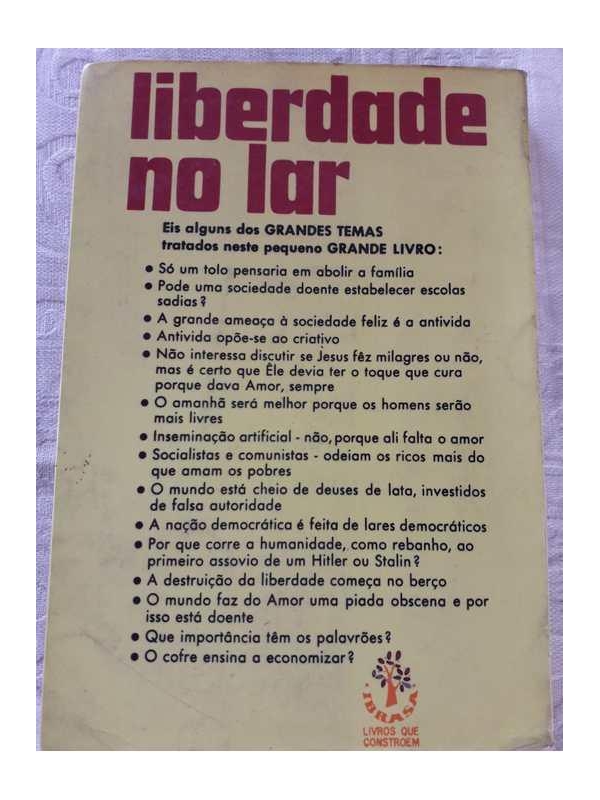 liberdade
no lar
Eis alguns dos GRANDES TEMAS
tratados neste pequeno GRANDE LIVRO:
• Só um tolo pensaria em abolir a família
• Pode uma sociedade doente estabelecer escolas
sadias?
• A grande ameaça à sociedade feliz é a antivida
• Antivida opõe-se ao criativo
• Não interessa discutir se Jesus fêz milagres ou não,
mas é certo que Êle devia ter o toque que cura
porque dava Amor, sempre
• O amanhã será melhor porque os homens serão
mais livres
• Inseminação artificial - não, porque ali falta o amor
• Socialistas e comunistas - odeiam os ricos mais do
que amam os pobres
• O mundo está cheio de deuses de lata, investidos
de falsa autoridade
• A nação democrática é feita de lares democráticos
• Por que corre a humanidade, como rebanho, ao
primeiro assovio de um Hitler ou Stalin?
• A destruição da liberdade começa no berço
• O mundo faz do Amor uma piada obscena e por
isso está doente
• Que importância têm os palavrões?
• O cofre ensina a economizar?
IBRASA
LIVROS QUE
CONSTROEM